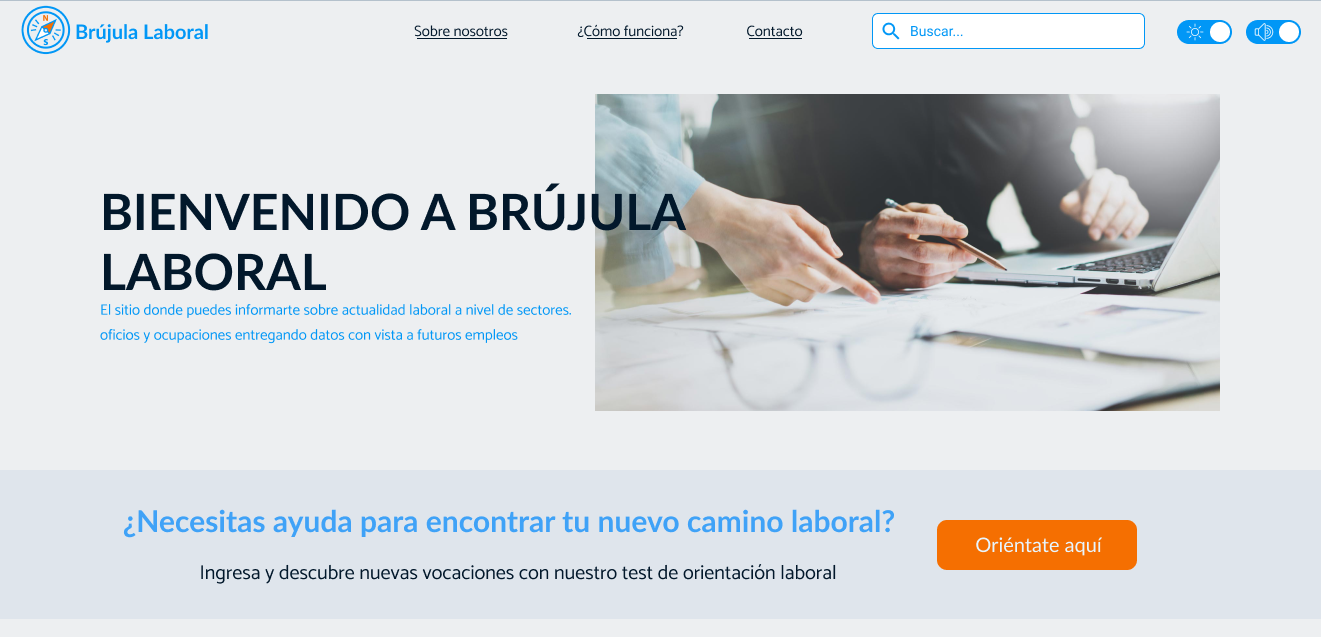 N
S
Brújula Laboral
Sobre nosotros
¿Cómo funciona?
Contacto
Buscar...
BIENVENIDO A BRÚJULA
LABORAL
El sitio donde puedes informarte sobre actualidad laboral a nivel de sectores.
oficios y ocupaciones entregando datos con vista a futuros empleos
¿Necesitas ayuda para encontrar tu nuevo camino laboral?
Oriéntate aquí
Ingresa y descubre nuevas vocaciones con nuestro test de orientación laboral